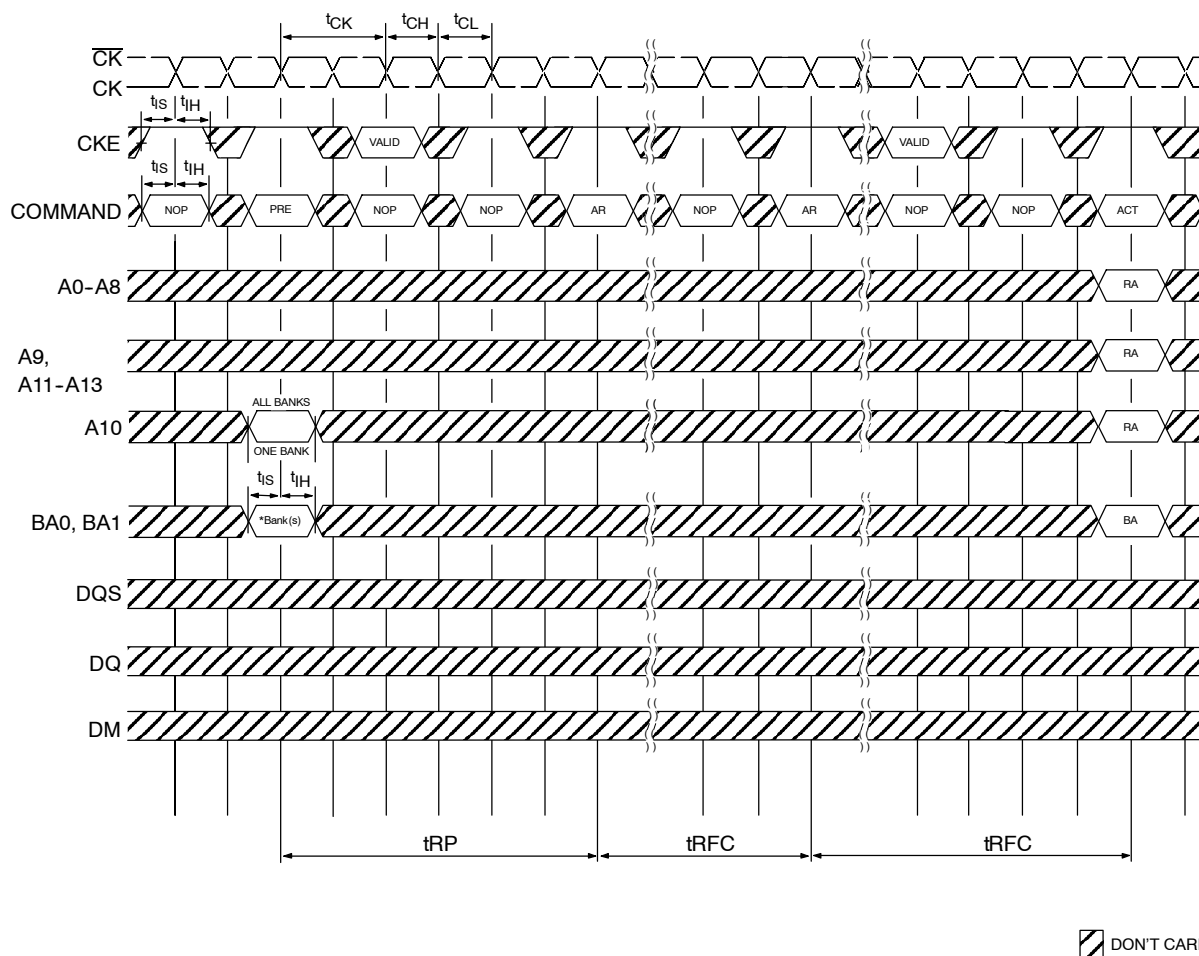 tCK tCH tCL
CK
CK
tIS tIH
CKE VALID VALID
tIS tIH
COMMAND NOP PRE NOP NOP AR NOP AR NOP NOP ACT
A0-A8 RA
A9,
A11-A13 RA
ALL BANKS
A10 RA
ONE BANK
tIS tIH
BA0, BA1 *Bank(s) BA
DQS
DQ
DM
tRP tRFC tRFC
DON'T CAR